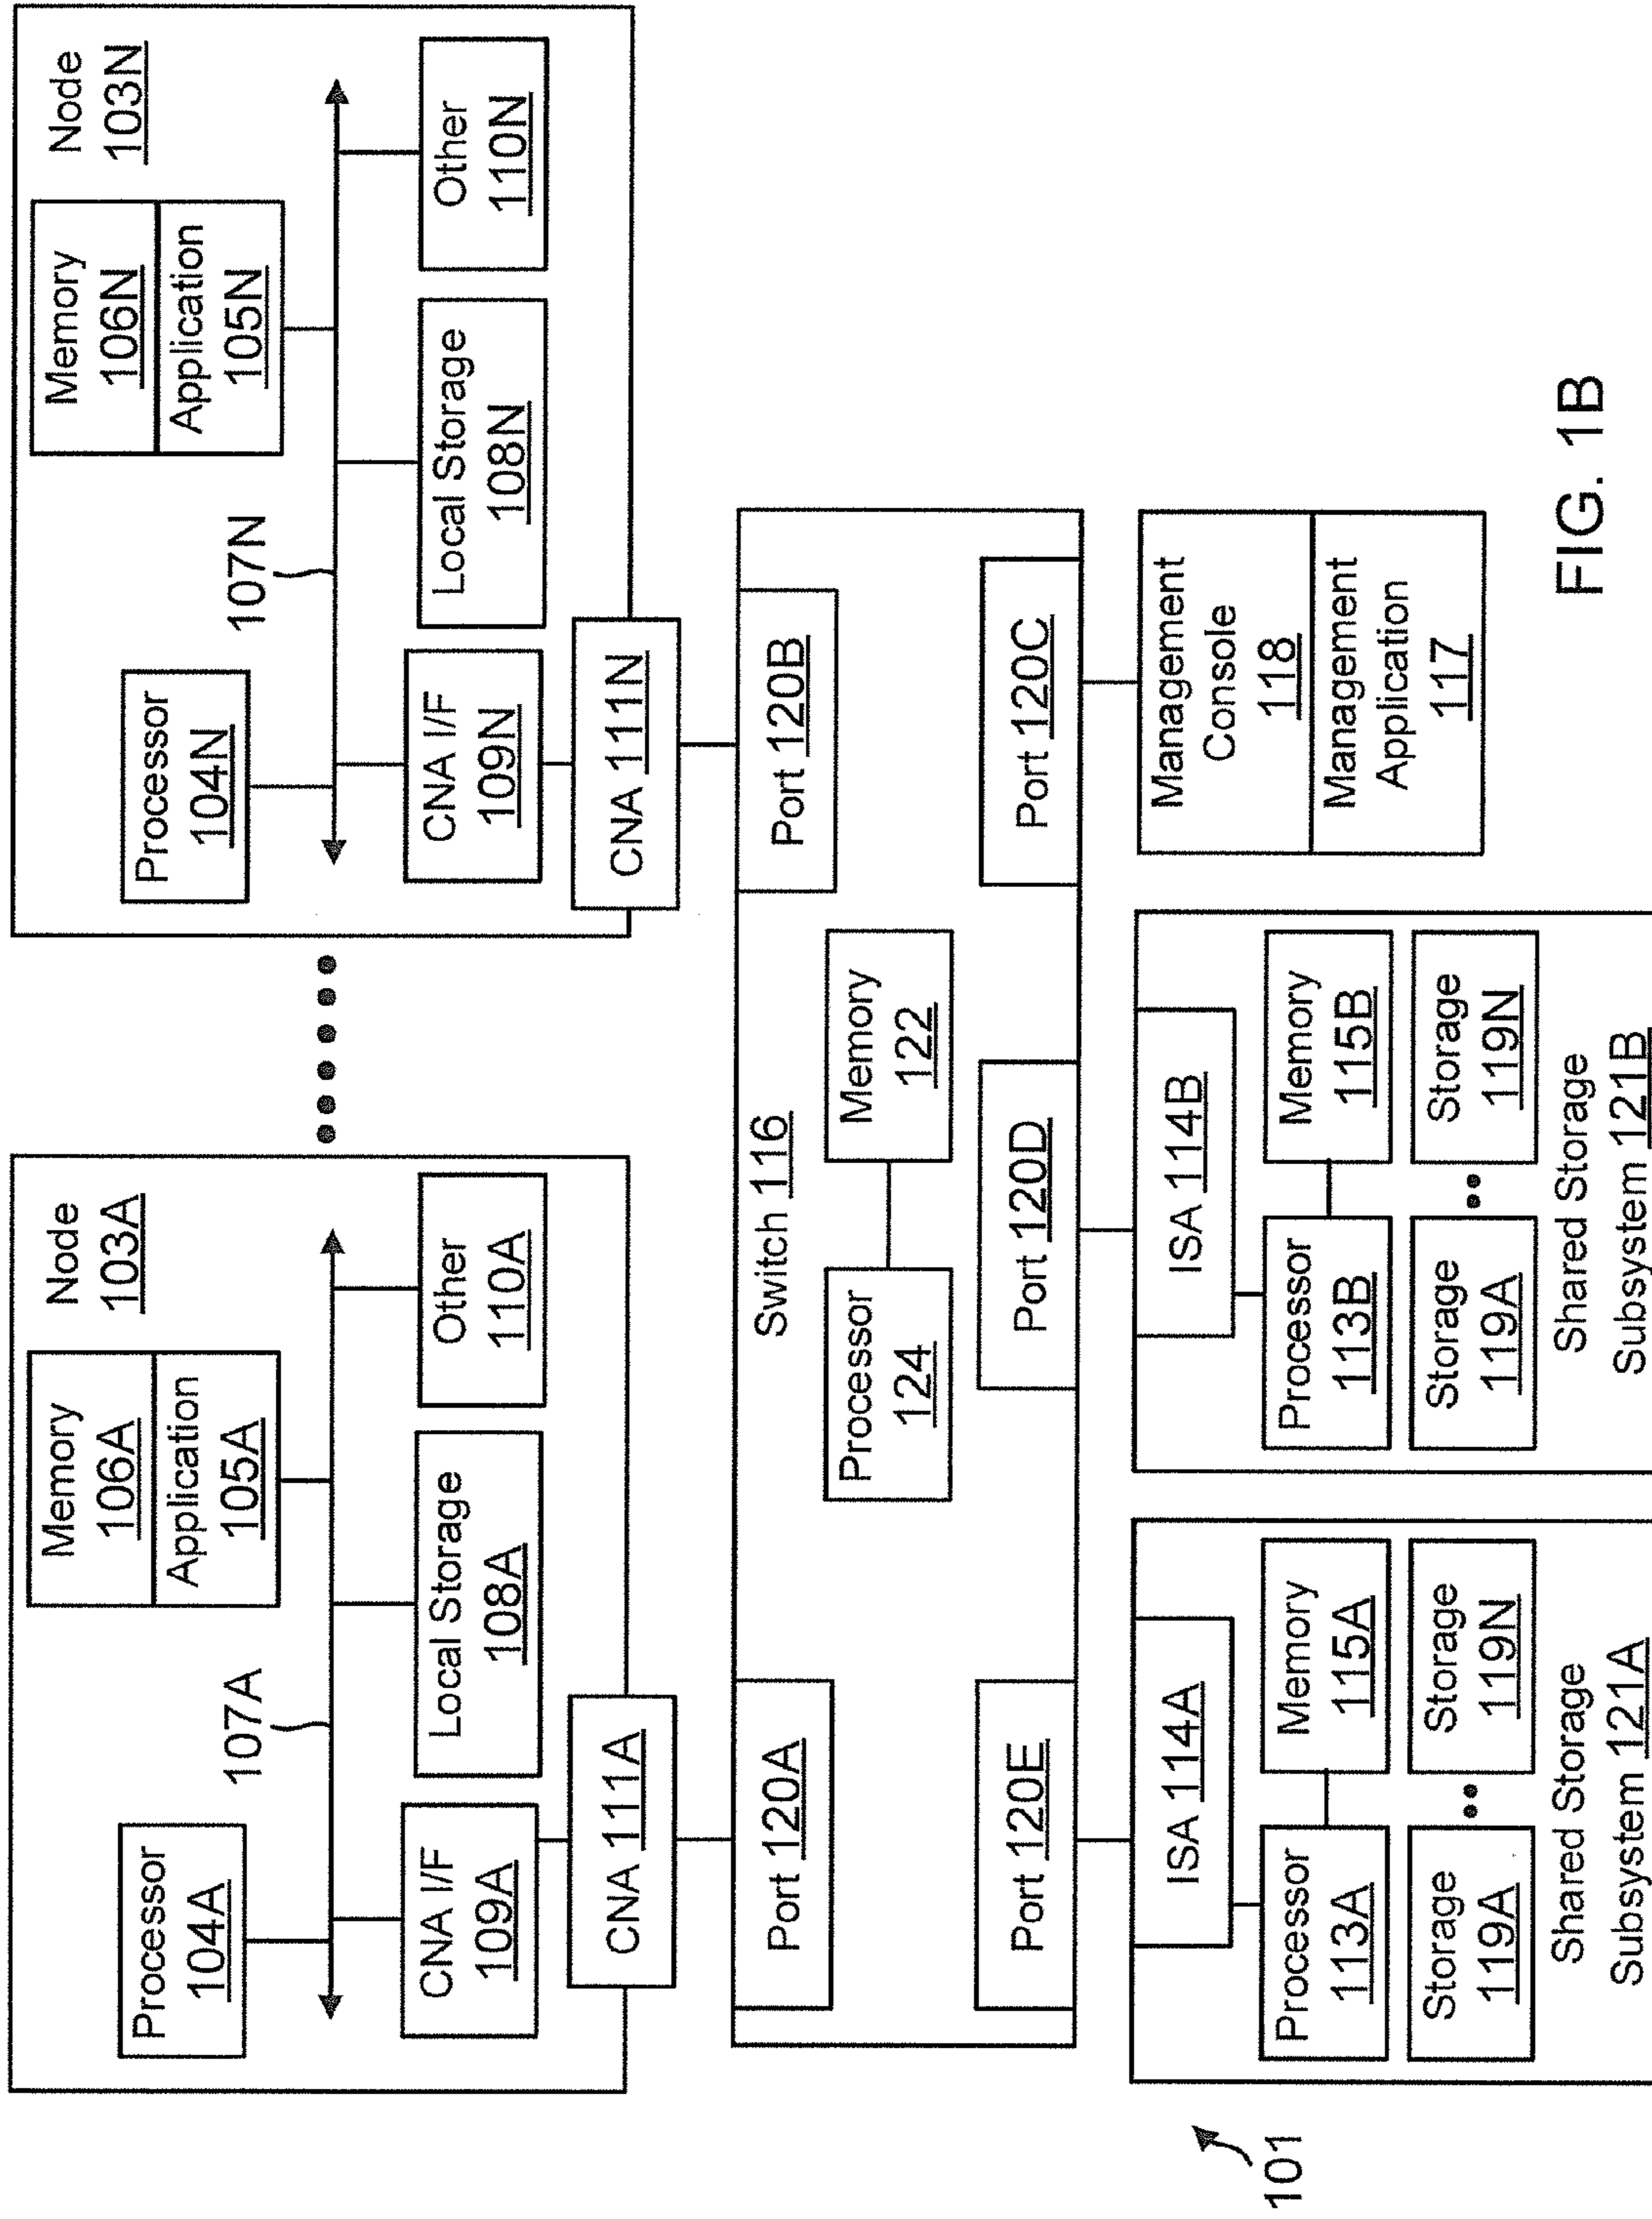 Node
103A
Memory
106A
Application
105A
Processor
104A
107A
CNA I/F
109A
Local Storage
108A
Other
110A
CNA 111A
Node
103N
Memory
106N
Application
105N
Processor
104N
107N
CNA I/F
109N
Local Storage
108N
Other
110N
CNA 111N
Port 120A
Switch 116
Port 120B
Processor
124
Memory
122
Port 120E
Port 120D
Port 120C
ISA 114A
Processor
113A
Memory
115A
Storage
119A
Storage
119N
Shared Storage
Subsystem 121A
ISA 114B
Processor
113B
Memory
115B
Storage
119A
Storage
119N
Shared Storage
Subsystem 121B
Management
Console
118
Management
Application
117
101
FIG. 1B